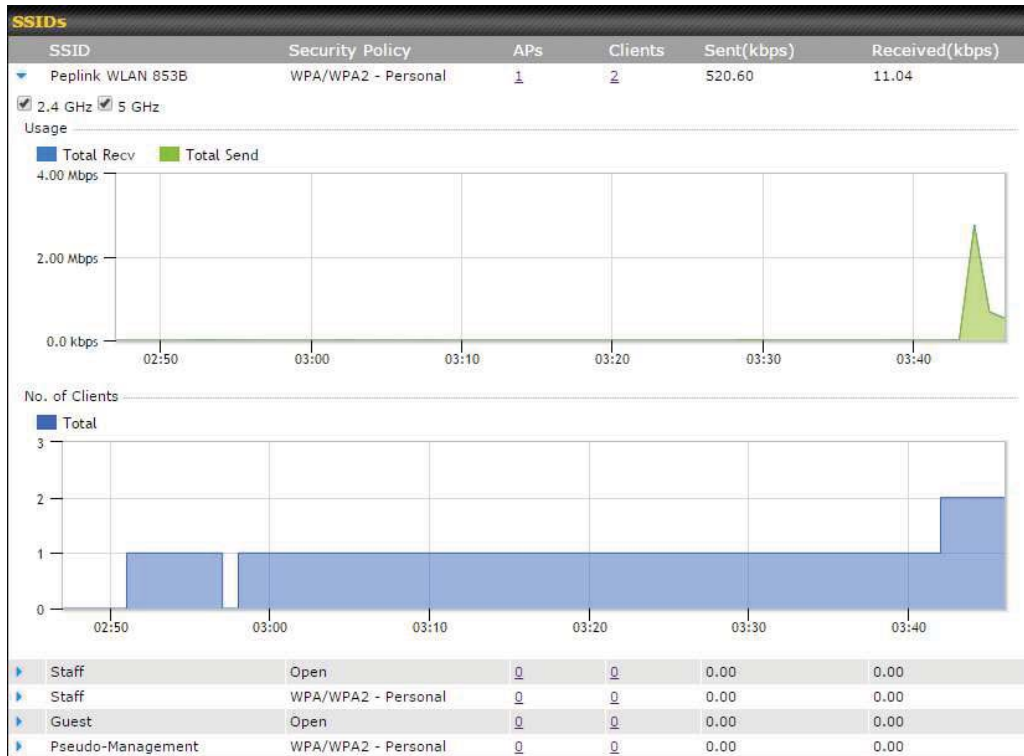 SSIDs
SSID Security Policy APs Clients Sent(kbps) Received(kbps)
Peplink WLAN 853B WPA/WPA2 - Personal 1 2 520.60 11.04
2.4 GHz 5 GHz
Usage
Total Recv Total Send
4.00 Mbps
2.00 Mbps
0.0 kbps
02:50 03:00 03:10 03:20 03:30 03:40
No. of Clients
Total
3
2
1
0
02:50 03:00 03:10 03:20 03:30 03:40
Staff Open 0 0 0.00 0.00
Staff WPA/WPA2 - Personal 0 0 0.00 0.00
Guest Open 0 0 0.00 0.00
Pseudo-Management WPA/WPA2 - Personal 0 0 0.00 0.00